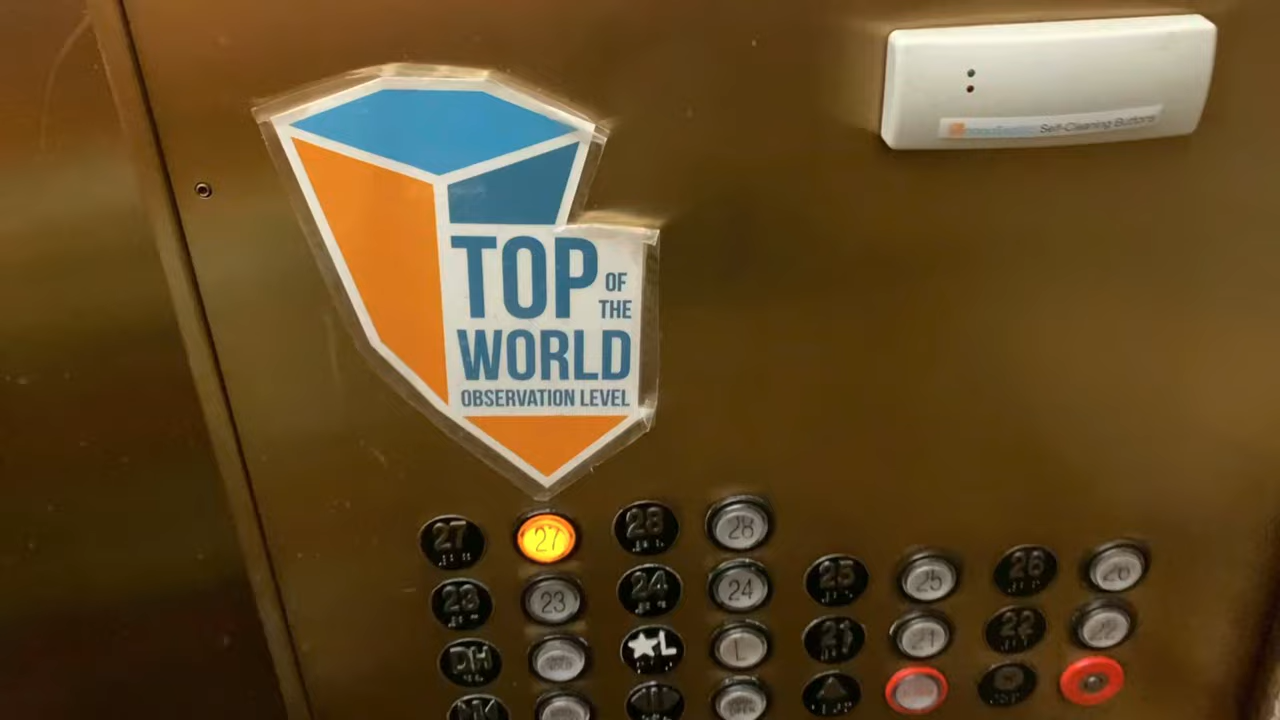 Self-Cleaning Buttons
TOP OF
THE
WORLD
OBSERVATION LEVEL
27 27 28 28
25 25 26 26
23 23 24 24
21 21 22 22
DH ★L L